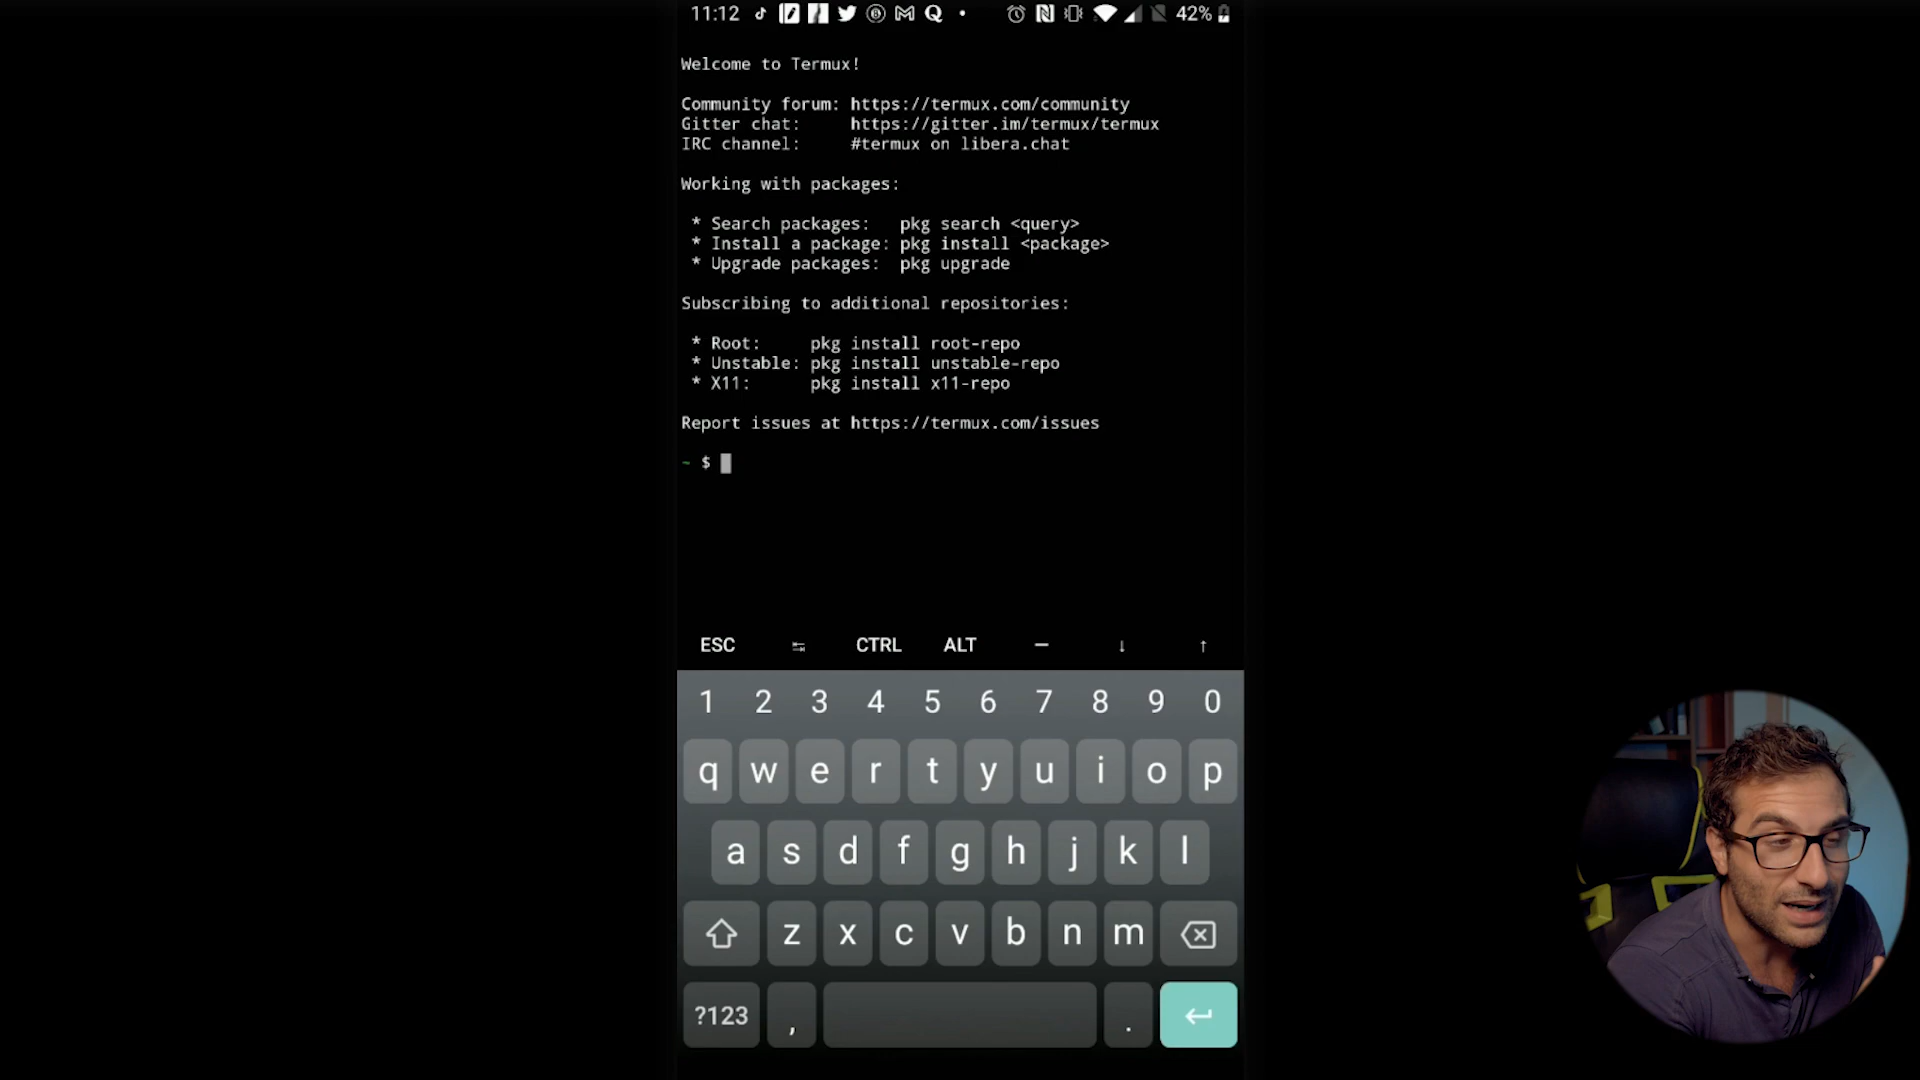 11:12 42%
Welcome to Termux!
Community forum: https://termux.com/community
Gitter chat: https://gitter.im/termux/termux
IRC channel: #termux on libera.chat
Working with packages:
* Search packages: pkg search <query>
* Install a package: pkg install <package>
* Upgrade packages: pkg upgrade
Subscribing to additional repositories:
* Root: pkg install root-repo
* Unstable: pkg install unstable-repo
* X11: pkg install x11-repo
Report issues at https://termux.com/issues
~ $
ESC ↹ CTRL ALT — ↓ ↑
1 2 3 4 5 6 7 8 9 0
q w e r t y u i o p
a s d f g h j k l
z x c v b n m
?123 , .